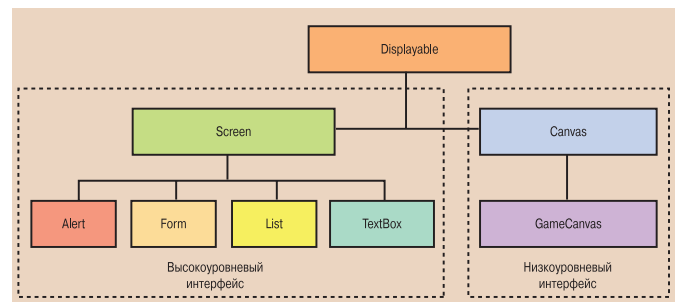 Displayable
Screen
Canvas
Alert
Form
List
TextBox
GameCanvas
Высокоуровневый
интерфейс
Низкоуровневый
интерфейс